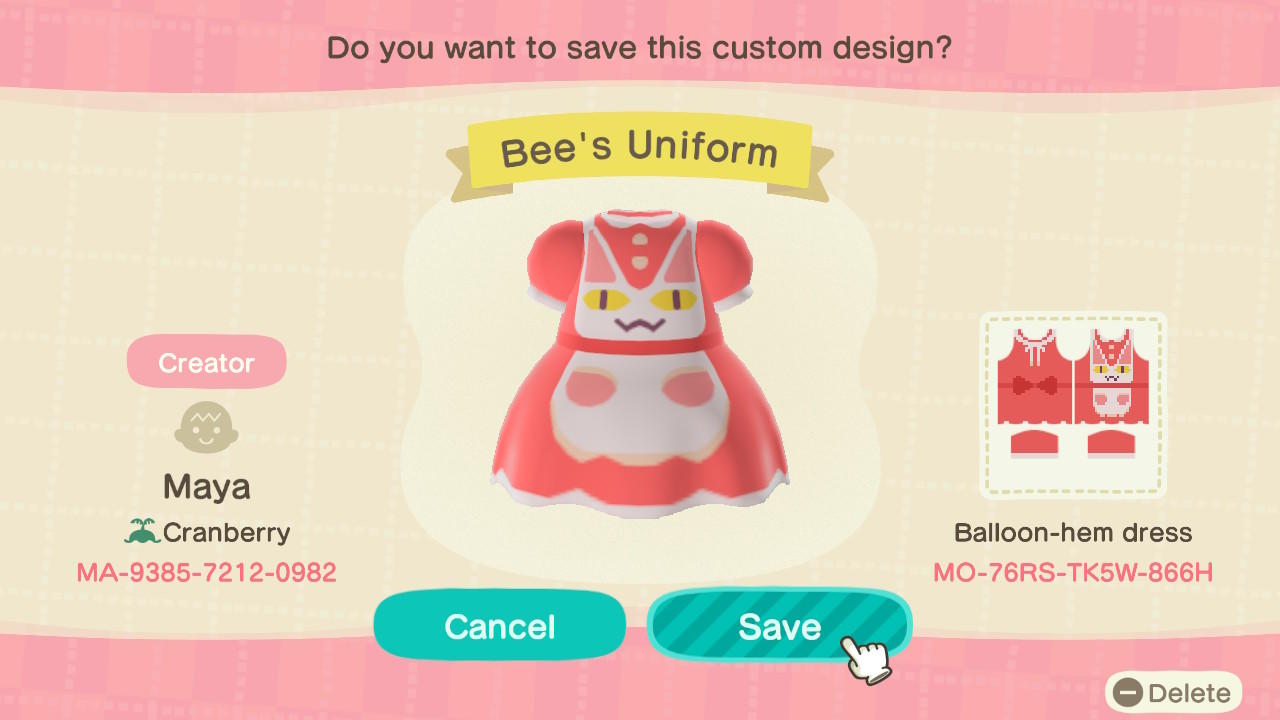 Do you want to save this custom design?
Bee's Uniform
Creator
Maya
Cranberry
MA-9385-7212-0982
Balloon-hem dress
MO-76RS-TK5W-866H
Cancel
Save
Delete